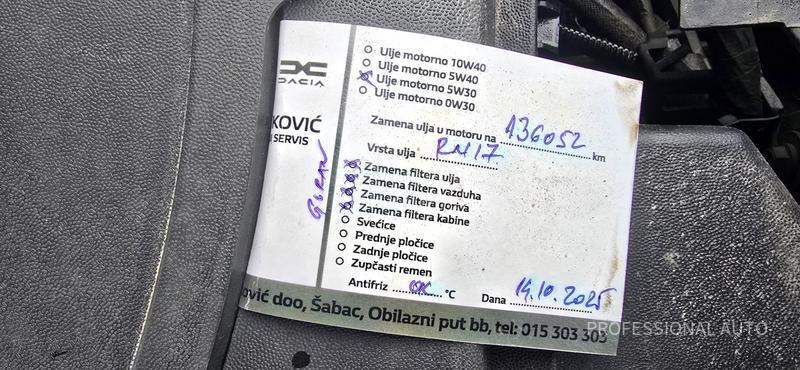 Ulje motorno 10W40
Ulje motorno 5W40
Ulje motorno 5W30
Ulje motorno 0W30
DACIA
KOVIĆ
SERVIS
Zamena ulja u motoru na 136052 km
Vrsta ulja RN17
GORAN
Zamena filtera ulja
Zamena filtera vazduha
Zamena filtera goriva
Zamena filtera kabine
Svećice
Prednje pločice
Zadnje pločice
Zupčasti remen
Antifriz OK °C Dana 14.10.2025
ović doo, Šabac, Obilazni put bb, tel: 015 303 303
PROFESSIONAL AUTO